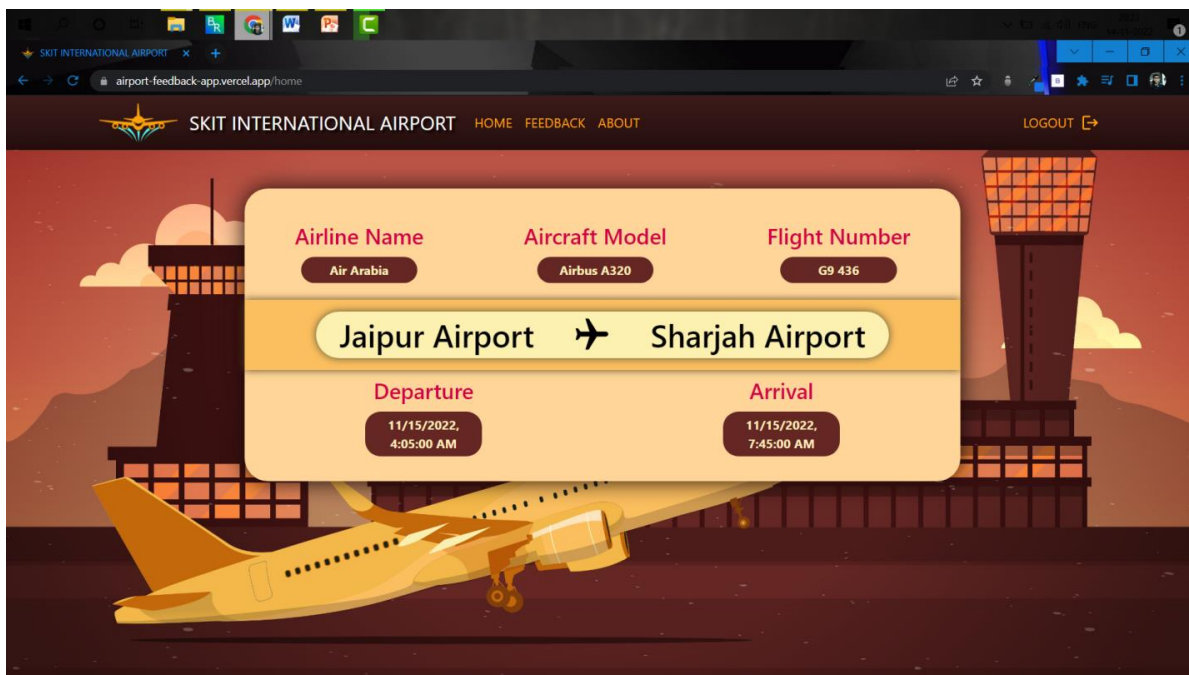 SKIT INTERNATIONAL AIRPORT
airport-feedback-app.vercel.app/home
SKIT INTERNATIONAL AIRPORT HOME FEEDBACK ABOUT LOGOUT
Airline Name Aircraft Model Flight Number
Air Arabia Airbus A320 G9 436
Jaipur Airport Sharjah Airport
Departure Arrival
11/15/2022, 11/15/2022,
4:05:00 AM 7:45:00 AM